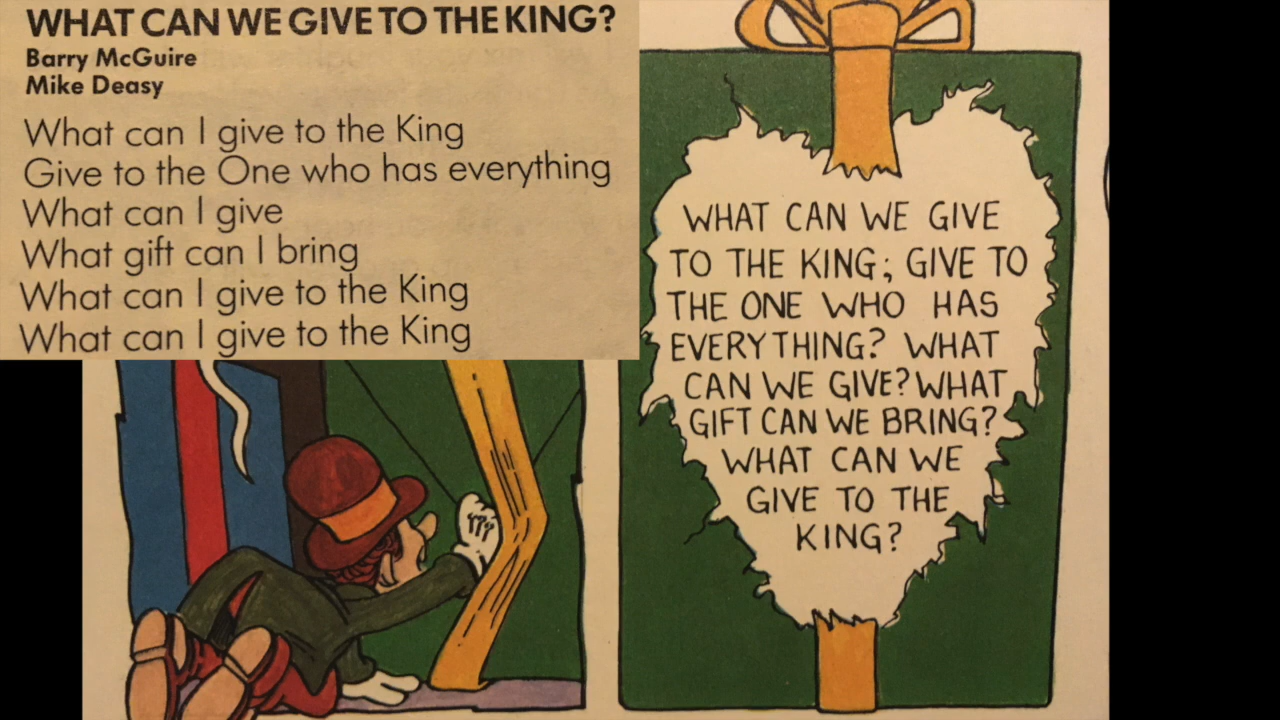 WHAT CAN WE GIVE TO THE KING?
Barry McGuire
Mike Deasy
What can I give to the King
Give to the One who has everything
What can I give
What gift can I bring
What can I give to the King
What can I give to the King
WHAT CAN WE GIVE
TO THE KING; GIVE TO
THE ONE WHO HAS
EVERYTHING? WHAT
CAN WE GIVE? WHAT
GIFT CAN WE BRING?
WHAT CAN WE
GIVE TO THE
KING?